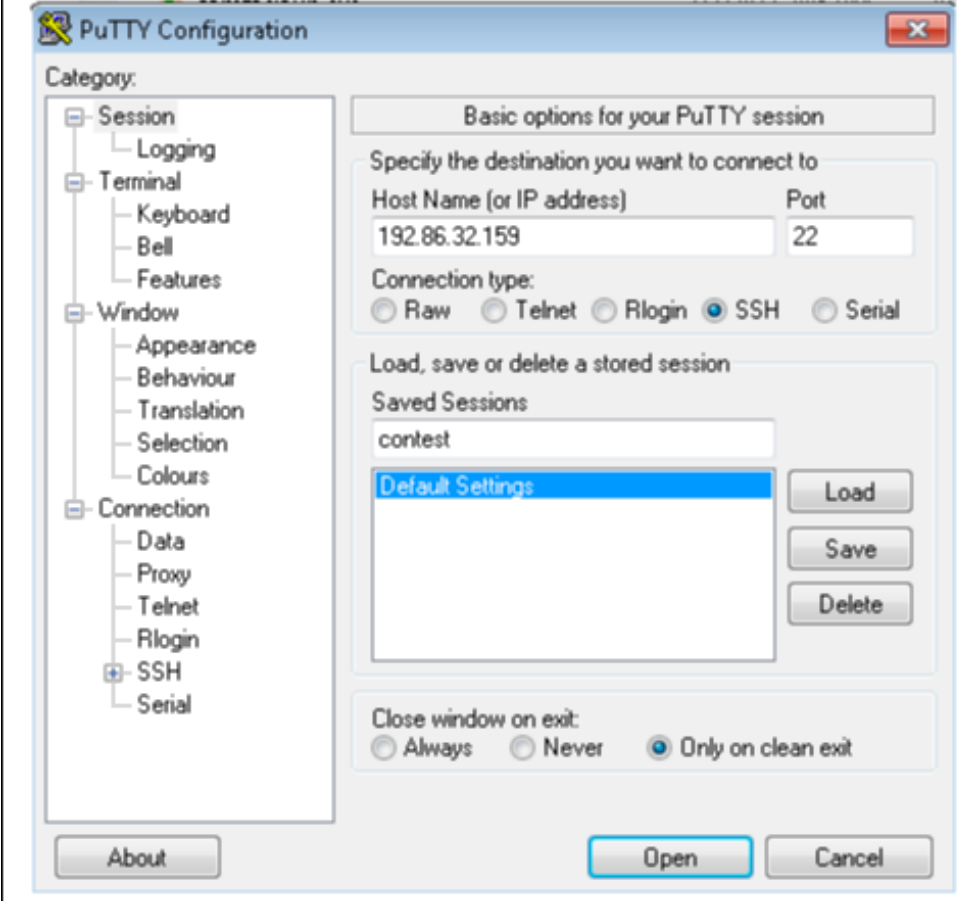 PuTTY Configuration
Category:
Session
Logging
Terminal
Keyboard
Bell
Features
Window
Appearance
Behaviour
Translation
Selection
Colours
Connection
Data
Proxy
Telnet
Rlogin
SSH
Serial
Basic options for your PuTTY session
Specify the destination you want to connect to
Host Name (or IP address) Port
192.86.32.159 22
Connection type:
Raw Telnet Rlogin SSH Serial
Load, save or delete a stored session
Saved Sessions
contest
Default Settings
Load
Save
Delete
Close window on exit:
Always Never Only on clean exit
About Open Cancel